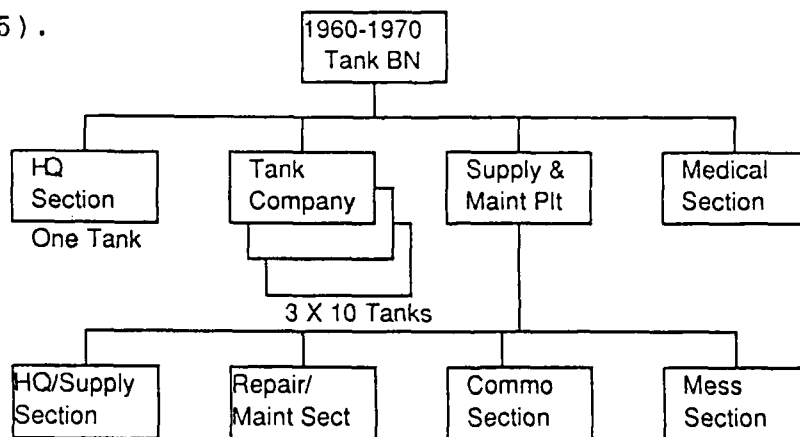 5).
1960-1970
Tank BN
HQ
Section
One Tank
Tank
Company
3 X 10 Tanks
Supply &
Maint Plt
Medical
Section
HQ/Supply
Section
Repair/
Maint Sect
Commo
Section
Mess
Section